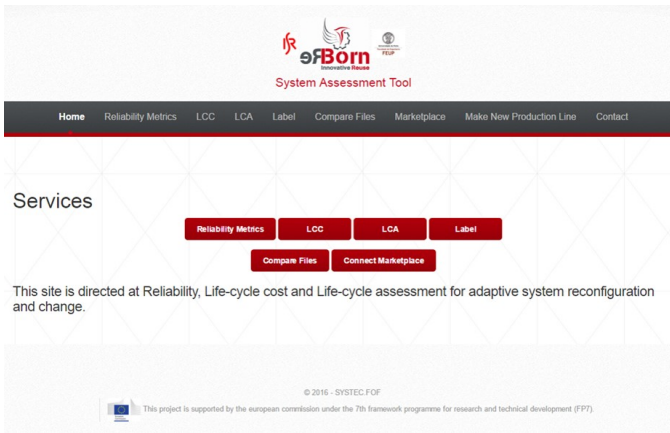 ISR
reBorn
Innovative Reuse
FEUP
System Assessment Tool
Home Reliability Metrics LCC LCA Label Compare Files Marketplace Make New Production Line Contact
Services
Reliability Metrics LCC LCA Label
Compare Files Connect Marketplace
This site is directed at Reliability, Life-cycle cost and Life-cycle assessment for adaptive system reconfiguration
and change.
© 2016 - SYSTEC.FOF
This project is supported by the european commission under the 7th framework programme for research and technical development (FP7).